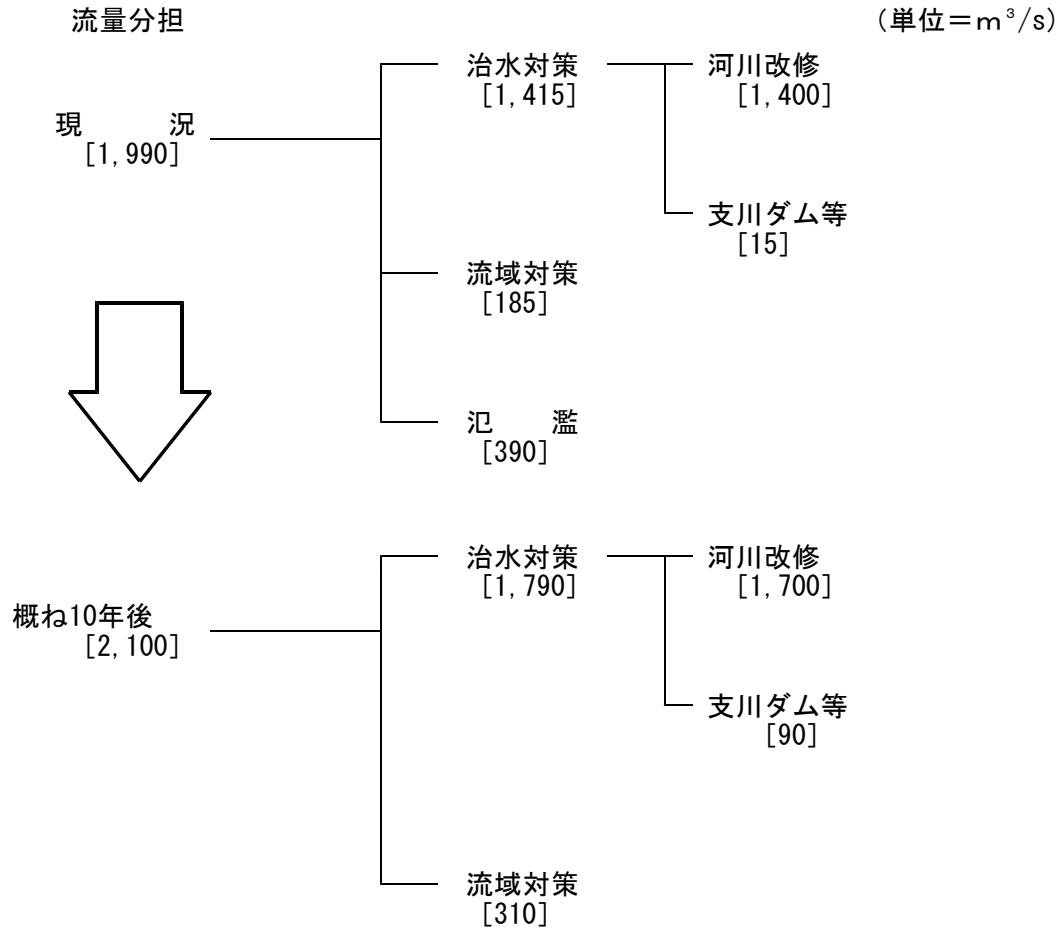 流量分担 （単位＝ｍ³/s）
治水対策 河川改修
[1,415] [1,400]
現　　況
[1,990]
支川ダム等
[15]
流域対策
[185]
氾　　濫
[390]
治水対策 河川改修
[1,790] [1,700]
概ね10年後
[2,100]
支川ダム等
[90]
流域対策
[310]